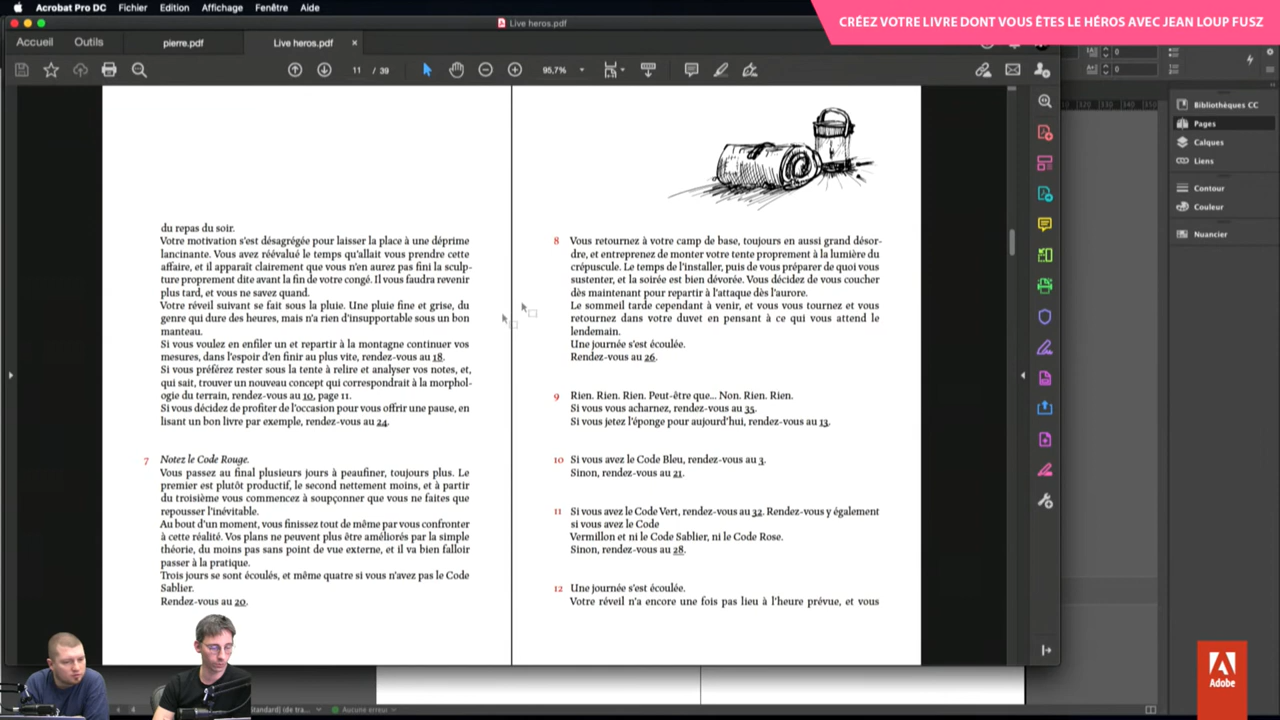 Acrobat Pro DC Fichier Edition Affichage Fenêtre Aide
CRÉEZ VOTRE LIVRE DONT VOUS ÊTES LE HÉROS AVEC JEAN LOUP FUSZ
Live heros.pdf
Accueil Outils pierre.pdf Live heros.pdf ×
11 / 39 95,7%
du repas du soir.
Votre motivation s'est désagrégée pour laisser la place à une déprime
lancinante. Vous avez réévalué le temps qu'allait vous prendre cette
affaire, et il apparaît clairement que vous n'en aurez pas fini la sculp-
ture proprement dite avant la fin de votre congé. Il vous faudra revenir
plus tard, et vous ne savez quand.
Votre réveil suivant se fait sous la pluie. Une pluie fine et grise, du
genre qui dure des heures, mais n'a rien d'insupportable sous un bon
manteau.
Si vous voulez en enfiler un et repartir à la montagne continuer vos
mesures, dans l'espoir d'en finir au plus vite, rendez-vous au 18.
Si vous préférez rester sous la tente à relire et analyser vos notes, et,
qui sait, trouver un nouveau concept qui correspondrait à la morphol-
ogie du terrain, rendez-vous au 10, page 11.
Si vous décidez de profiter de l'occasion pour vous offrir une pause, en
lisant un bon livre par exemple, rendez-vous au 24.
7 Notez le Code Rouge.
Vous passez au final plusieurs jours à peaufiner, toujours plus. Le
premier est plutôt productif, le second nettement moins, et à partir
du troisième vous commencez à soupçonner que vous ne faites que
repousser l'inévitable.
Au bout d'un moment, vous finissez tout de même par vous confronter
à cette réalité. Vos plans ne peuvent plus être améliorés par la simple
théorie, du moins pas sans point de vue externe, et il va bien falloir
passer à la pratique.
Trois jours se sont écoulés, et même quatre si vous n'avez pas le Code
Sablier.
Rendez-vous au 20.
8 Vous retournez à votre camp de base, toujours en aussi grand désor-
dre, et entreprenez de monter votre tente proprement à la lumière du
crépuscule. Le temps de l'installer, puis de vous préparer de quoi vous
sustenter, et la soirée est bien dévorée. Vous décidez de vous coucher
dès maintenant pour repartir à l'attaque dès l'aurore.
Le sommeil tarde cependant à venir, et vous vous tournez et vous
retournez dans votre duvet en pensant à ce qui vous attend le
lendemain.
Une journée s'est écoulée.
Rendez-vous au 26.
9 Rien. Rien. Rien. Peut-être que... Non. Rien. Rien.
Si vous vous acharnez, rendez-vous au 35.
Si vous jetez l'éponge pour aujourd'hui, rendez-vous au 13.
10 Si vous avez le Code Bleu, rendez-vous au 3.
Sinon, rendez-vous au 21.
11 Si vous avez le Code Vert, rendez-vous au 32. Rendez-vous y également
si vous avez le Code
Vermillon et ni le Code Sablier, ni le Code Rose.
Sinon, rendez-vous au 28.
12 Une journée s'est écoulée.
Votre réveil n'a encore une fois pas lieu à l'heure prévue, et vous
0
0
320 330 340 350
Bibliothèques CC
Pages
Calques
Liens
Contour
Couleur
Nuancier
Aucune erreur
Adobe